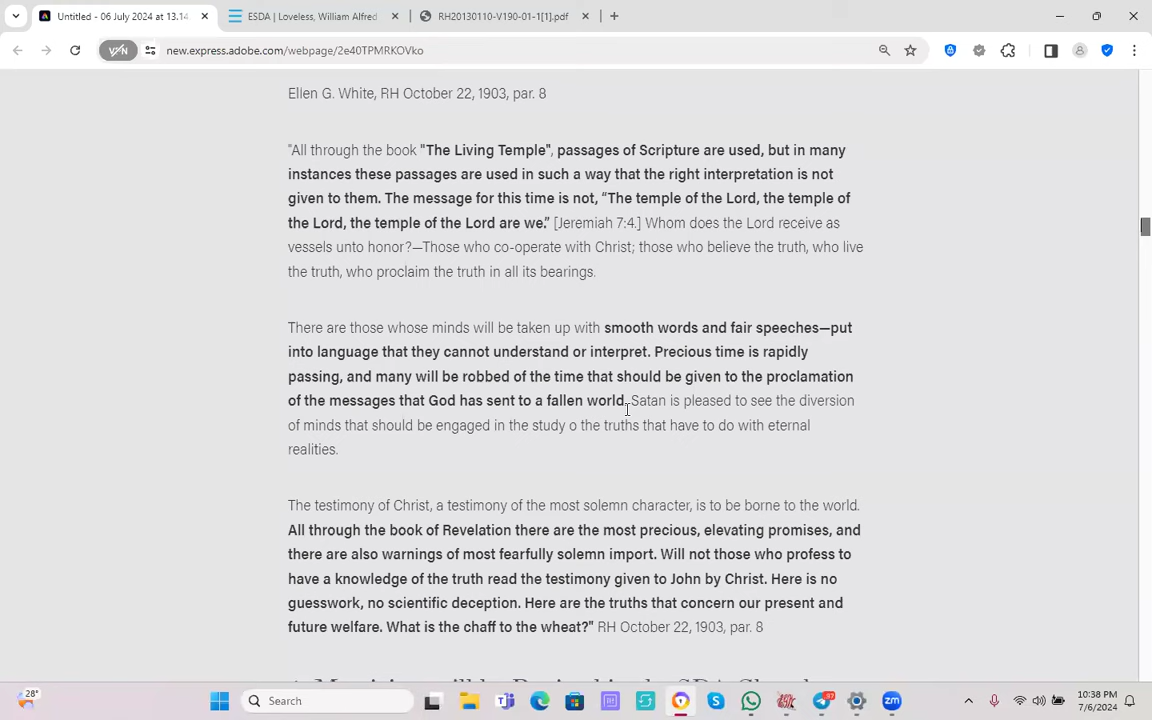 Untitled - 06 July 2024 at 13.14
ESDA | Loveless, William Alfred
RH20130110-V190-01-1[1].pdf
VPN
new.express.adobe.com/webpage/2e40TPMRKOVko
Ellen G. White, RH October 22, 1903, par. 8
"All through the book "The Living Temple", passages of Scripture are used, but in many
instances these passages are used in such a way that the right interpretation is not
given to them. The message for this time is not, “The temple of the Lord, the temple of
the Lord, the temple of the Lord are we.” [Jeremiah 7:4.] Whom does the Lord receive as
vessels unto honor?—Those who co-operate with Christ; those who believe the truth, who live
the truth, who proclaim the truth in all its bearings.
There are those whose minds will be taken up with smooth words and fair speeches—put
into language that they cannot understand or interpret. Precious time is rapidly
passing, and many will be robbed of the time that should be given to the proclamation
of the messages that God has sent to a fallen world. Satan is pleased to see the diversion
of minds that should be engaged in the study o the truths that have to do with eternal
realities.
The testimony of Christ, a testimony of the most solemn character, is to be borne to the world.
All through the book of Revelation there are the most precious, elevating promises, and
there are also warnings of most fearfully solemn import. Will not those who profess to
have a knowledge of the truth read the testimony given to John by Christ. Here is no
guesswork, no scientific deception. Here are the truths that concern our present and
future welfare. What is the chaff to the wheat?" RH October 22, 1903, par. 8
28°
Search
37
10:38 PM
7/6/2024